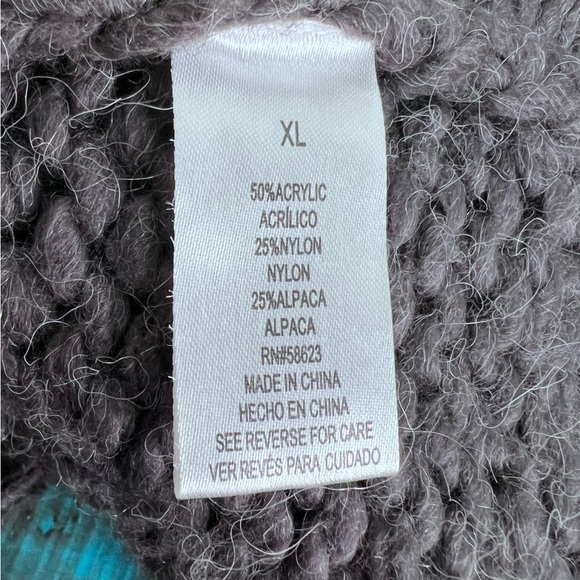 XL
50%ACRYLIC
ACRÍLICO
25%NYLON
NYLON
25%ALPACA
ALPACA
RN#58623
MADE IN CHINA
HECHO EN CHINA
SEE REVERSE FOR CARE
VER REVÉS PARA CUIDADO